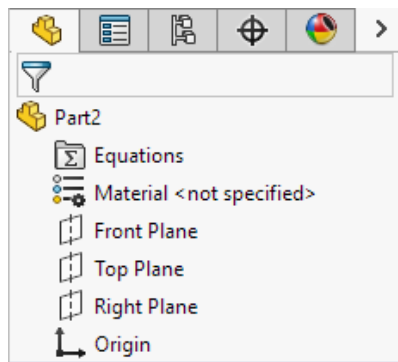 Part2
Equations
Material <not specified>
Front Plane
Top Plane
Right Plane
Origin